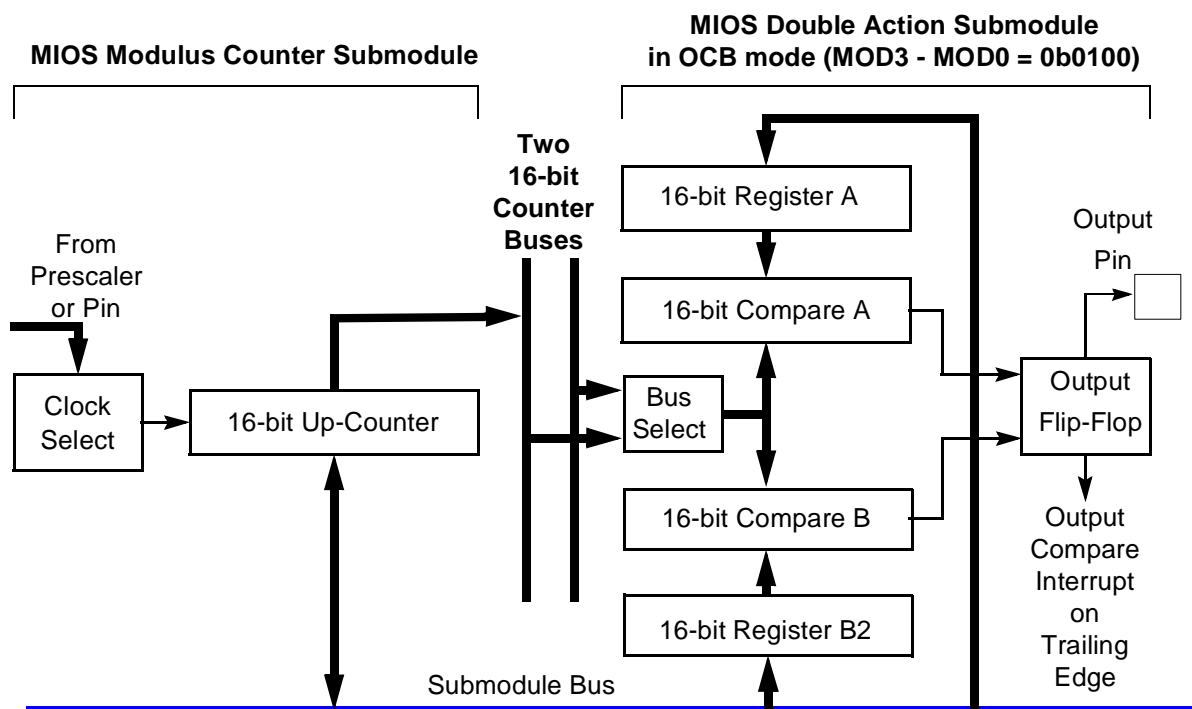 MIOS Modulus Counter Submodule
MIOS Double Action Submodule
in OCB mode (MOD3 - MOD0 = 0b0100)
Two
16-bit
Counter
Buses
From
Prescaler
or Pin
Clock
Select
16-bit Up-Counter
16-bit Register A
16-bit Compare A
Bus
Select
16-bit Compare B
16-bit Register B2
Output
Pin
Output
Flip-Flop
Output
Compare
Interrupt
on
Trailing
Edge
Submodule Bus